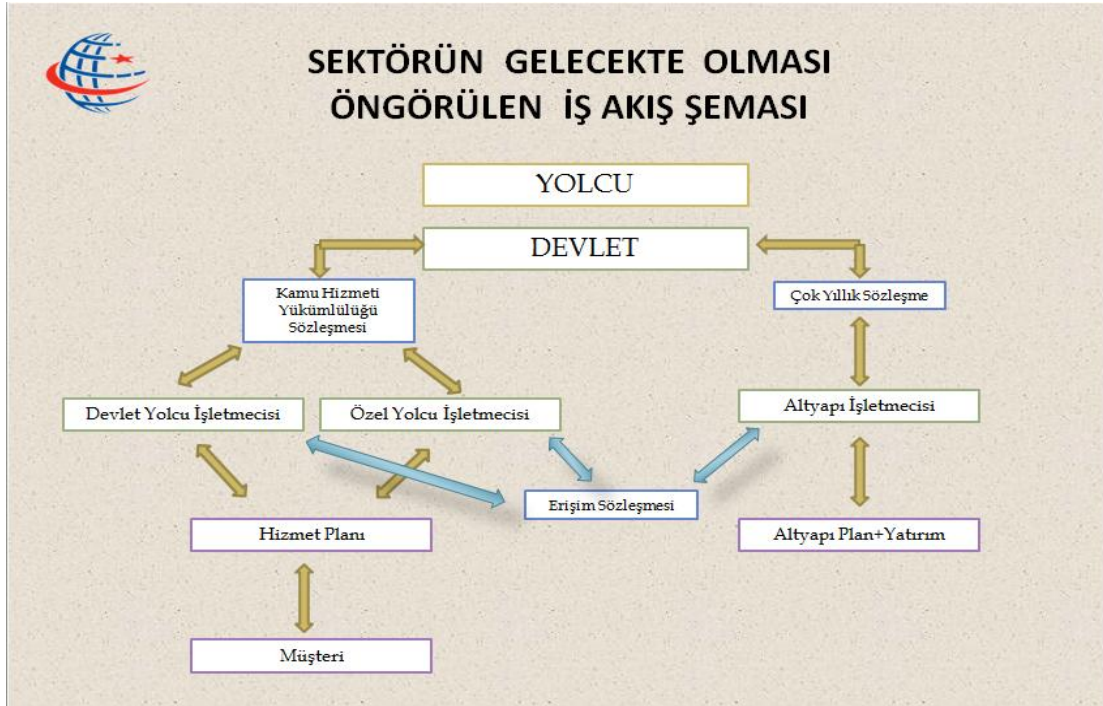 SEKTÖRÜN GELECEKTE OLMASI
ÖNGÖRÜLEN İŞ AKIŞ ŞEMASI
YOLCU
DEVLET
Kamu Hizmeti
Yükümlülüğü
Sözleşmesi
Çok Yıllık Sözleşme
Devlet Yolcu İşletmecisi
Özel Yolcu İşletmecisi
Altyapı İşletmecisi
Erişim Sözleşmesi
Hizmet Planı
Altyapı Plan+Yatırım
Müşteri